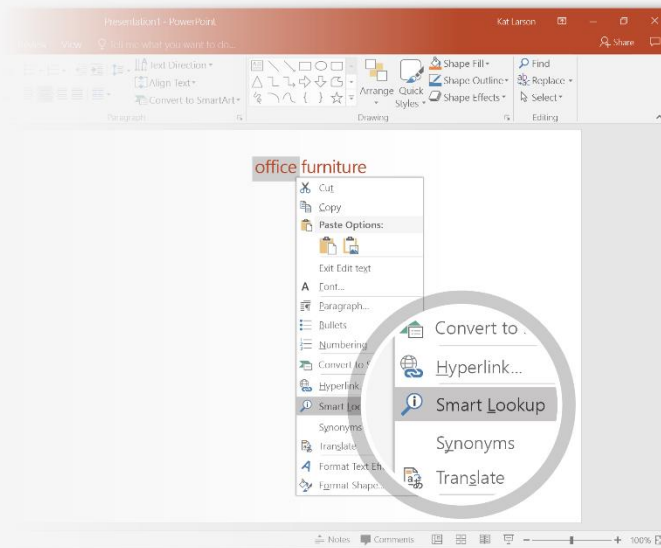 Presentation1 - PowerPoint
Kat Larson
View
Tell me what you want to do...
Share
Text Direction
Align Text
Convert to SmartArt
Paragraph
Arrange
Quick Styles
Shape Fill
Shape Outline
Shape Effects
Drawing
Find
Replace
Select
Editing
office furniture
Cut
Copy
Paste Options:
Exit Edit text
A Font...
Paragraph...
Bullets
Numbering
Convert to
Hyperlink
Smart Loo
Synonyms
Translate
Format Text Eff
Format Shape...
Convert to
Hyperlink...
Smart Lookup
Synonyms
Translate
Notes
Comments
100%